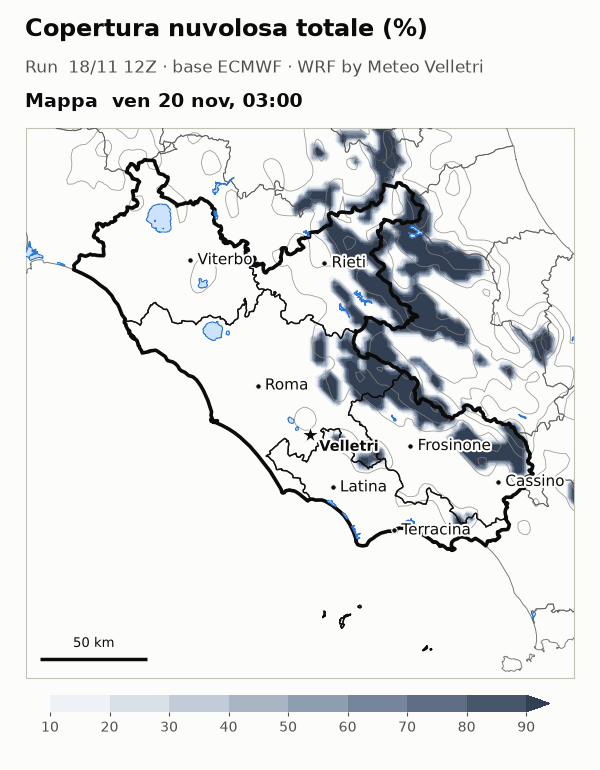 Copertura nuvolosa totale (%)
Run  18/11 12Z · base ECMWF · WRF by Meteo Velletri
Mappa  ven 20 nov, 03:00
Viterbo
Rieti
Roma
Velletri
Frosinone
Latina
Cassino
Terracina
50 km
10 20 30 40 50 60 70 80 90